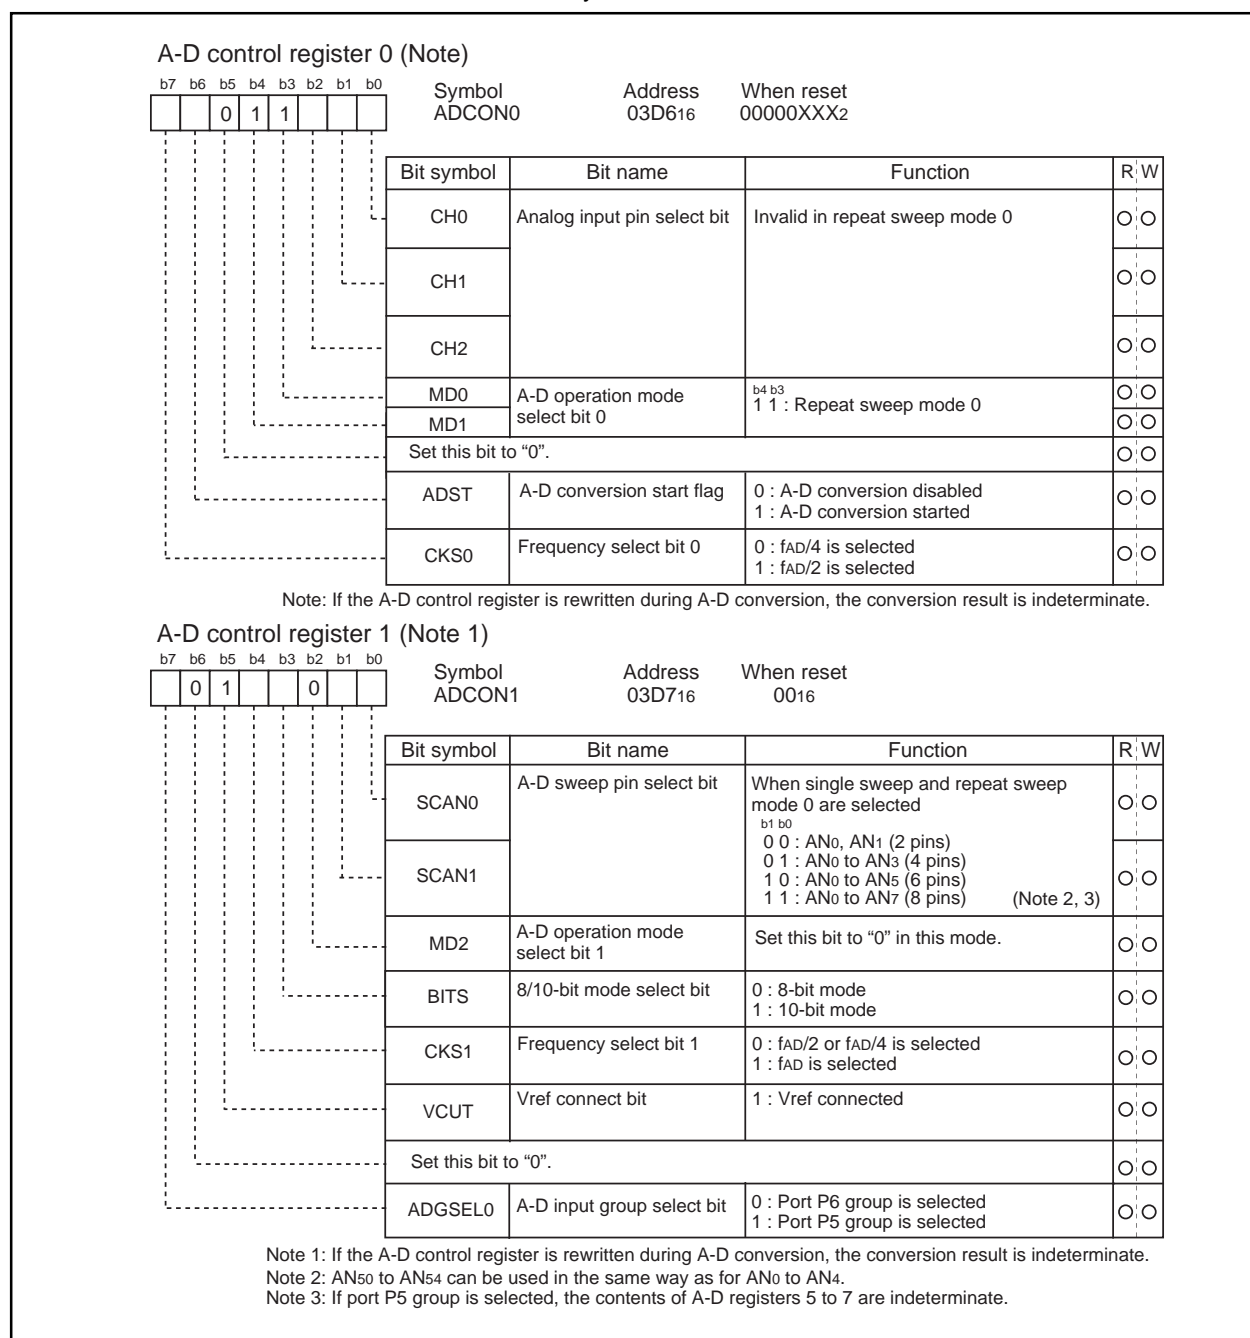 A-D control register 0 (Note)
b7 b6 b5 b4 b3 b2 b1 b0
0 1 1
Symbol Address When reset
ADCON0 03D616 00000XXX2
Bit symbol Bit name Function R W
CH0 Analog input pin select bit Invalid in repeat sweep mode 0
CH1
CH2
MD0 A-D operation mode select bit 0 b4 b3
1 1 : Repeat sweep mode 0
MD1
Set this bit to “0”.
ADST A-D conversion start flag 0 : A-D conversion disabled
1 : A-D conversion started
CKS0 Frequency select bit 0 0 : fAD/4 is selected
1 : fAD/2 is selected
Note: If the A-D control register is rewritten during A-D conversion, the conversion result is indeterminate.
A-D control register 1 (Note 1)
b7 b6 b5 b4 b3 b2 b1 b0
0 1 0
Symbol Address When reset
ADCON1 03D716 0016
Bit symbol Bit name Function R W
SCAN0 A-D sweep pin select bit When single sweep and repeat sweep
mode 0 are selected
b1 b0
0 0 : AN0, AN1 (2 pins)
0 1 : AN0 to AN3 (4 pins)
SCAN1 1 0 : AN0 to AN5 (6 pins)
1 1 : AN0 to AN7 (8 pins) (Note 2, 3)
MD2 A-D operation mode select bit 1 Set this bit to “0” in this mode.
BITS 8/10-bit mode select bit 0 : 8-bit mode
1 : 10-bit mode
CKS1 Frequency select bit 1 0 : fAD/2 or fAD/4 is selected
1 : fAD is selected
VCUT Vref connect bit 1 : Vref connected
Set this bit to “0”.
ADGSEL0 A-D input group select bit 0 : Port P6 group is selected
1 : Port P5 group is selected
Note 1: If the A-D control register is rewritten during A-D conversion, the conversion result is indeterminate.
Note 2: AN50 to AN54 can be used in the same way as for AN0 to AN4.
Note 3: If port P5 group is selected, the contents of A-D registers 5 to 7 are indeterminate.